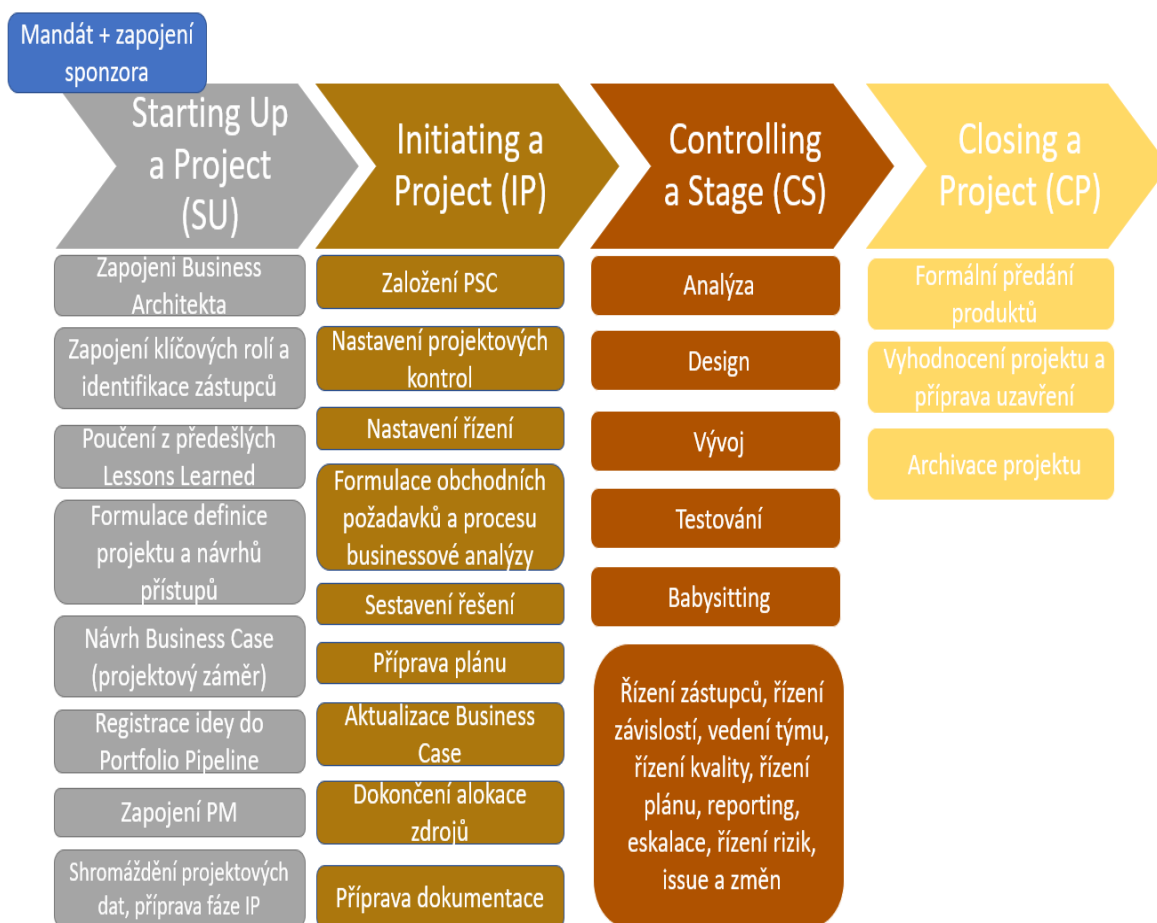 Mandát + zapojení
sponzora
Starting Up
a Project
(SU)
Zapojení Business
Architekta
Zapojení klíčových rolí a
identifikace zástupců
Poučení z předešlých
Lessons Learned
Formulace definice
projektu a návrhů
přístupů
Návrh Business Case
(projektový záměr)
Registrace idey do
Portfolio Pipeline
Zapojení PM
Shromáždění projektových
dat, příprava fáze IP
Initiating a
Project (IP)
Založení PSC
Nastavení projektových
kontrol
Nastavení řízení
Formulace obchodních
požadavků a procesu
businessové analýzy
Sestavení řešení
Příprava plánu
Aktualizace Business
Case
Dokončení alokace
zdrojů
Příprava dokumentace
Controlling
a Stage (CS)
Analýza
Design
Vývoj
Testování
Babysitting
Řízení zástupců, řízení
závislostí, vedení týmu,
řízení kvality, řízení
plánu, reporting,
eskalace, řízení rizik,
issue a změn
Closing a
Project (CP)
Formální předání
produktů
Vyhodnocení projektu a
příprava uzavření
Archivace projektu